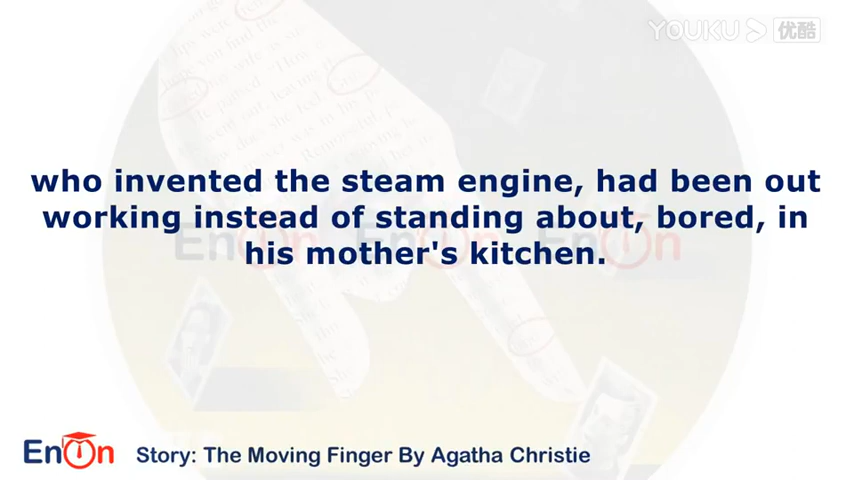 YOUKU 优酷
who invented the steam engine, had been out
working instead of standing about, bored, in
his mother's kitchen.
EnOn
Story: The Moving Finger By Agatha Christie